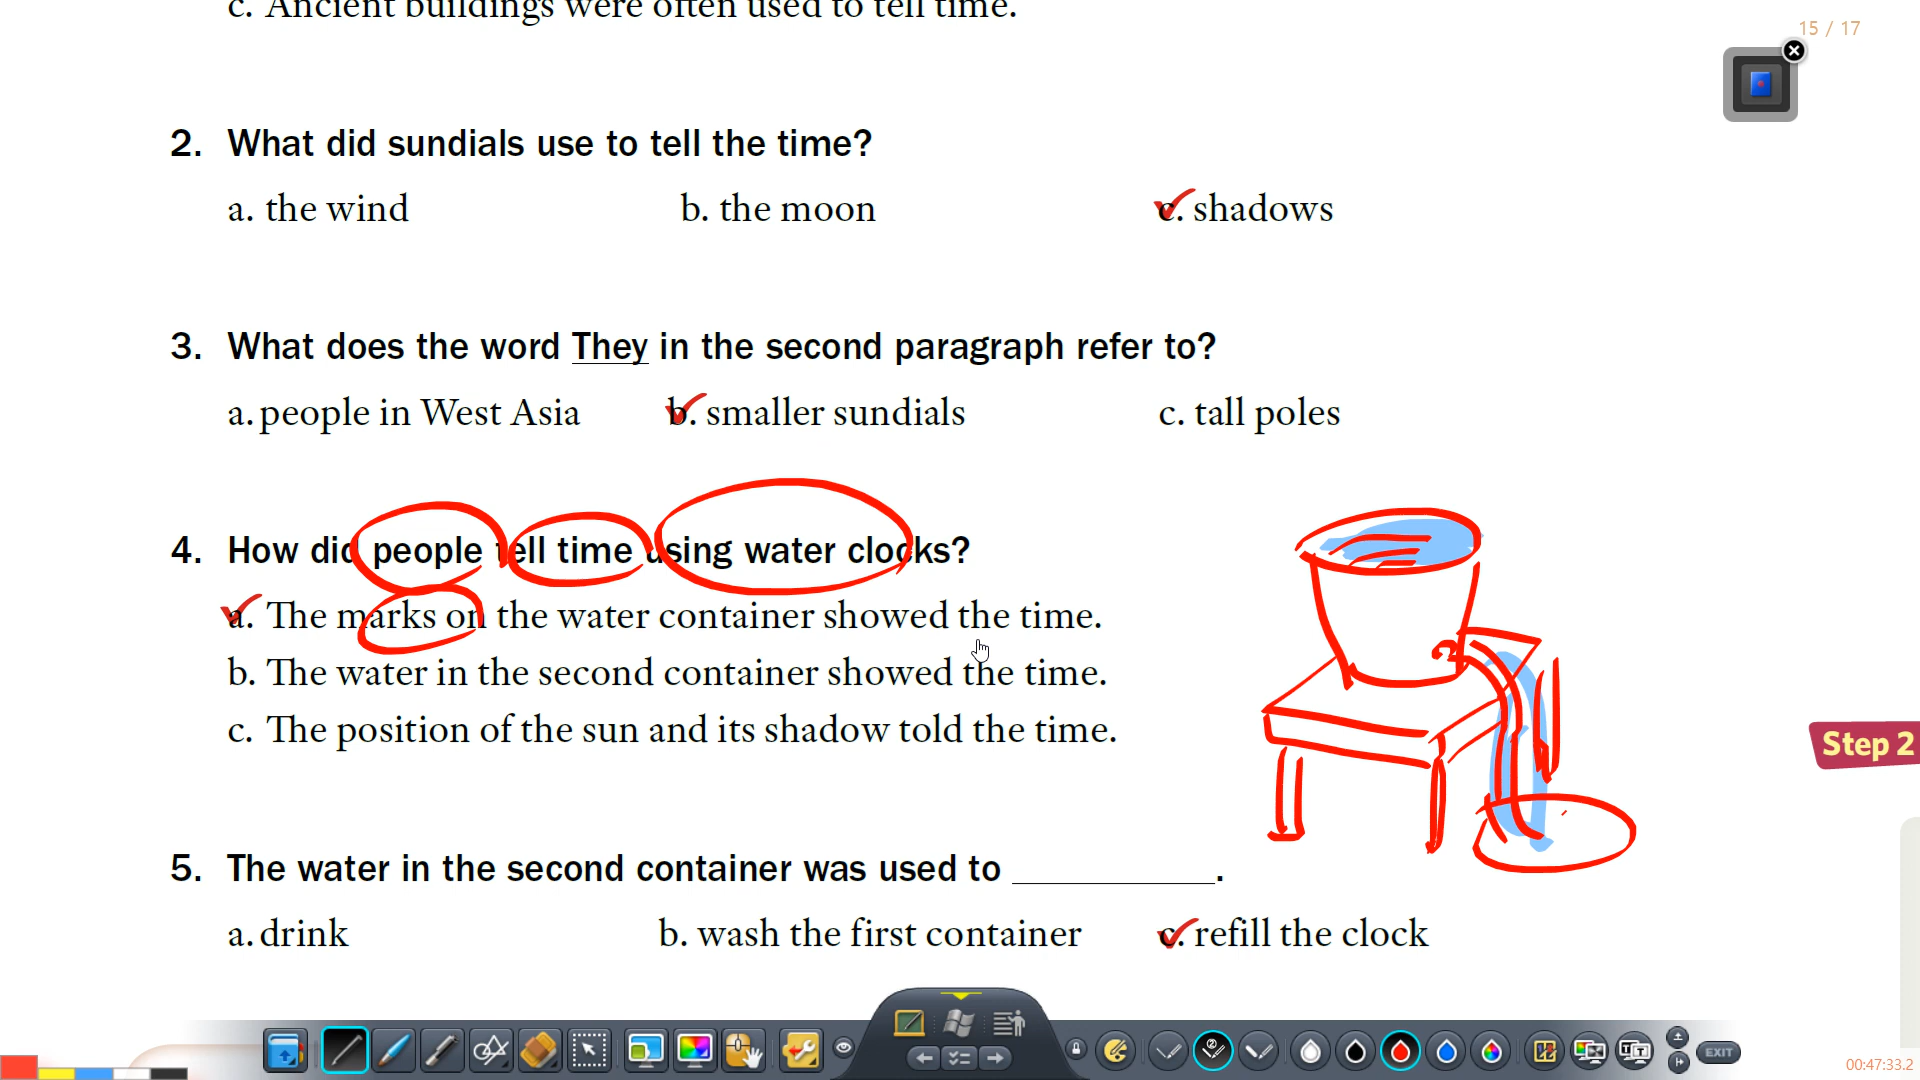 c. Ancient buildings were often used to tell time.
15 / 17
2. What did sundials use to tell the time?
a. the wind b. the moon c. shadows
3. What does the word They in the second paragraph refer to?
a. people in West Asia b. smaller sundials c. tall poles
4. How did people tell time using water clocks?
a. The marks on the water container showed the time.
b. The water in the second container showed the time.
c. The position of the sun and its shadow told the time.
Step 2
5. The water in the second container was used to __________.
a. drink b. wash the first container c. refill the clock
EXIT
00:47:33.2